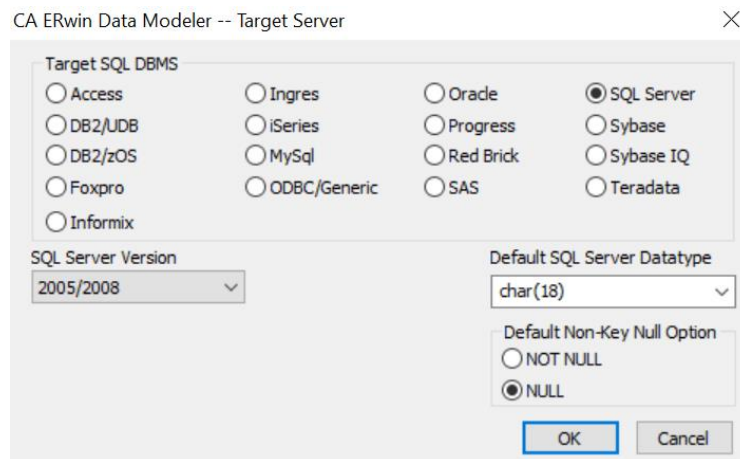 CA ERwin Data Modeler -- Target Server
Target SQL DBMS
Access Ingres Oracle SQL Server
DB2/UDB iSeries Progress Sybase
DB2/zOS MySql Red Brick Sybase IQ
Foxpro ODBC/Generic SAS Teradata
Informix
SQL Server Version Default SQL Server Datatype
2005/2008 char(18)
Default Non-Key Null Option
NOT NULL
NULL
OK Cancel